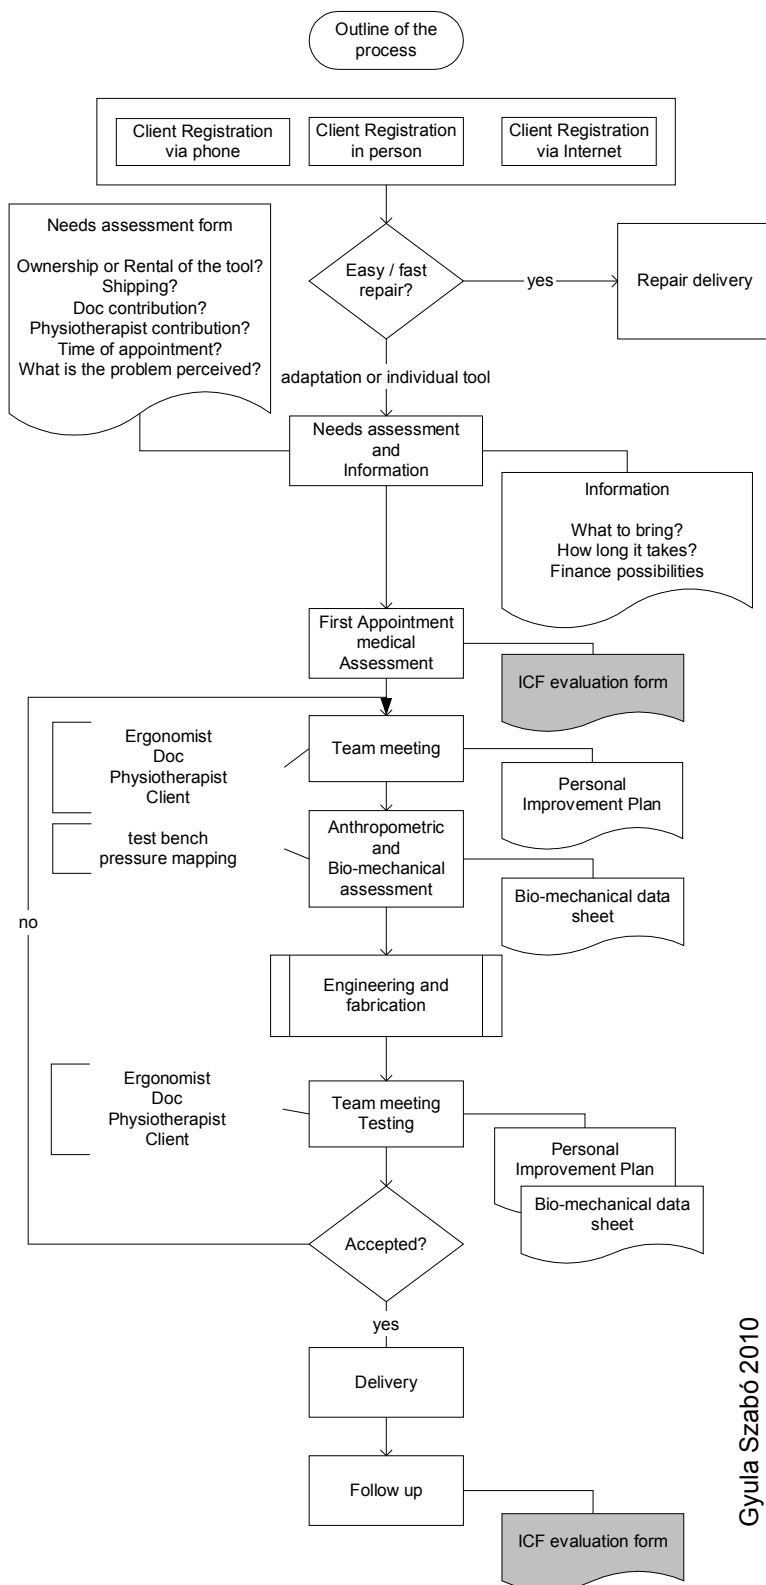 Outline of the
process
Client Registration
via phone
Client Registration
in person
Client Registration
via Internet
Needs assessment form
Ownership or Rental of the tool?
Shipping?
Doc contribution?
Physiotherapist contribution?
Time of appointment?
What is the problem perceived?
Easy / fast
repair?
yes
Repair delivery
adaptation or individual tool
Needs assessment
and
Information
Information
What to bring?
How long it takes?
Finance possibilities
First Appointment
medical
Assessment
ICF evaluation form
Ergonomist
Doc
Physiotherapist
Client
Team meeting
Personal
Improvement Plan
test bench
pressure mapping
Anthropometric
and
Bio-mechanical
assessment
Bio-mechanical data
sheet
no
Engineering and
fabrication
Ergonomist
Doc
Physiotherapist
Client
Team meeting
Testing
Personal
Improvement Plan
Bio-mechanical data
sheet
Accepted?
yes
Delivery
Follow up
ICF evaluation form
Gyula Szabó 2010